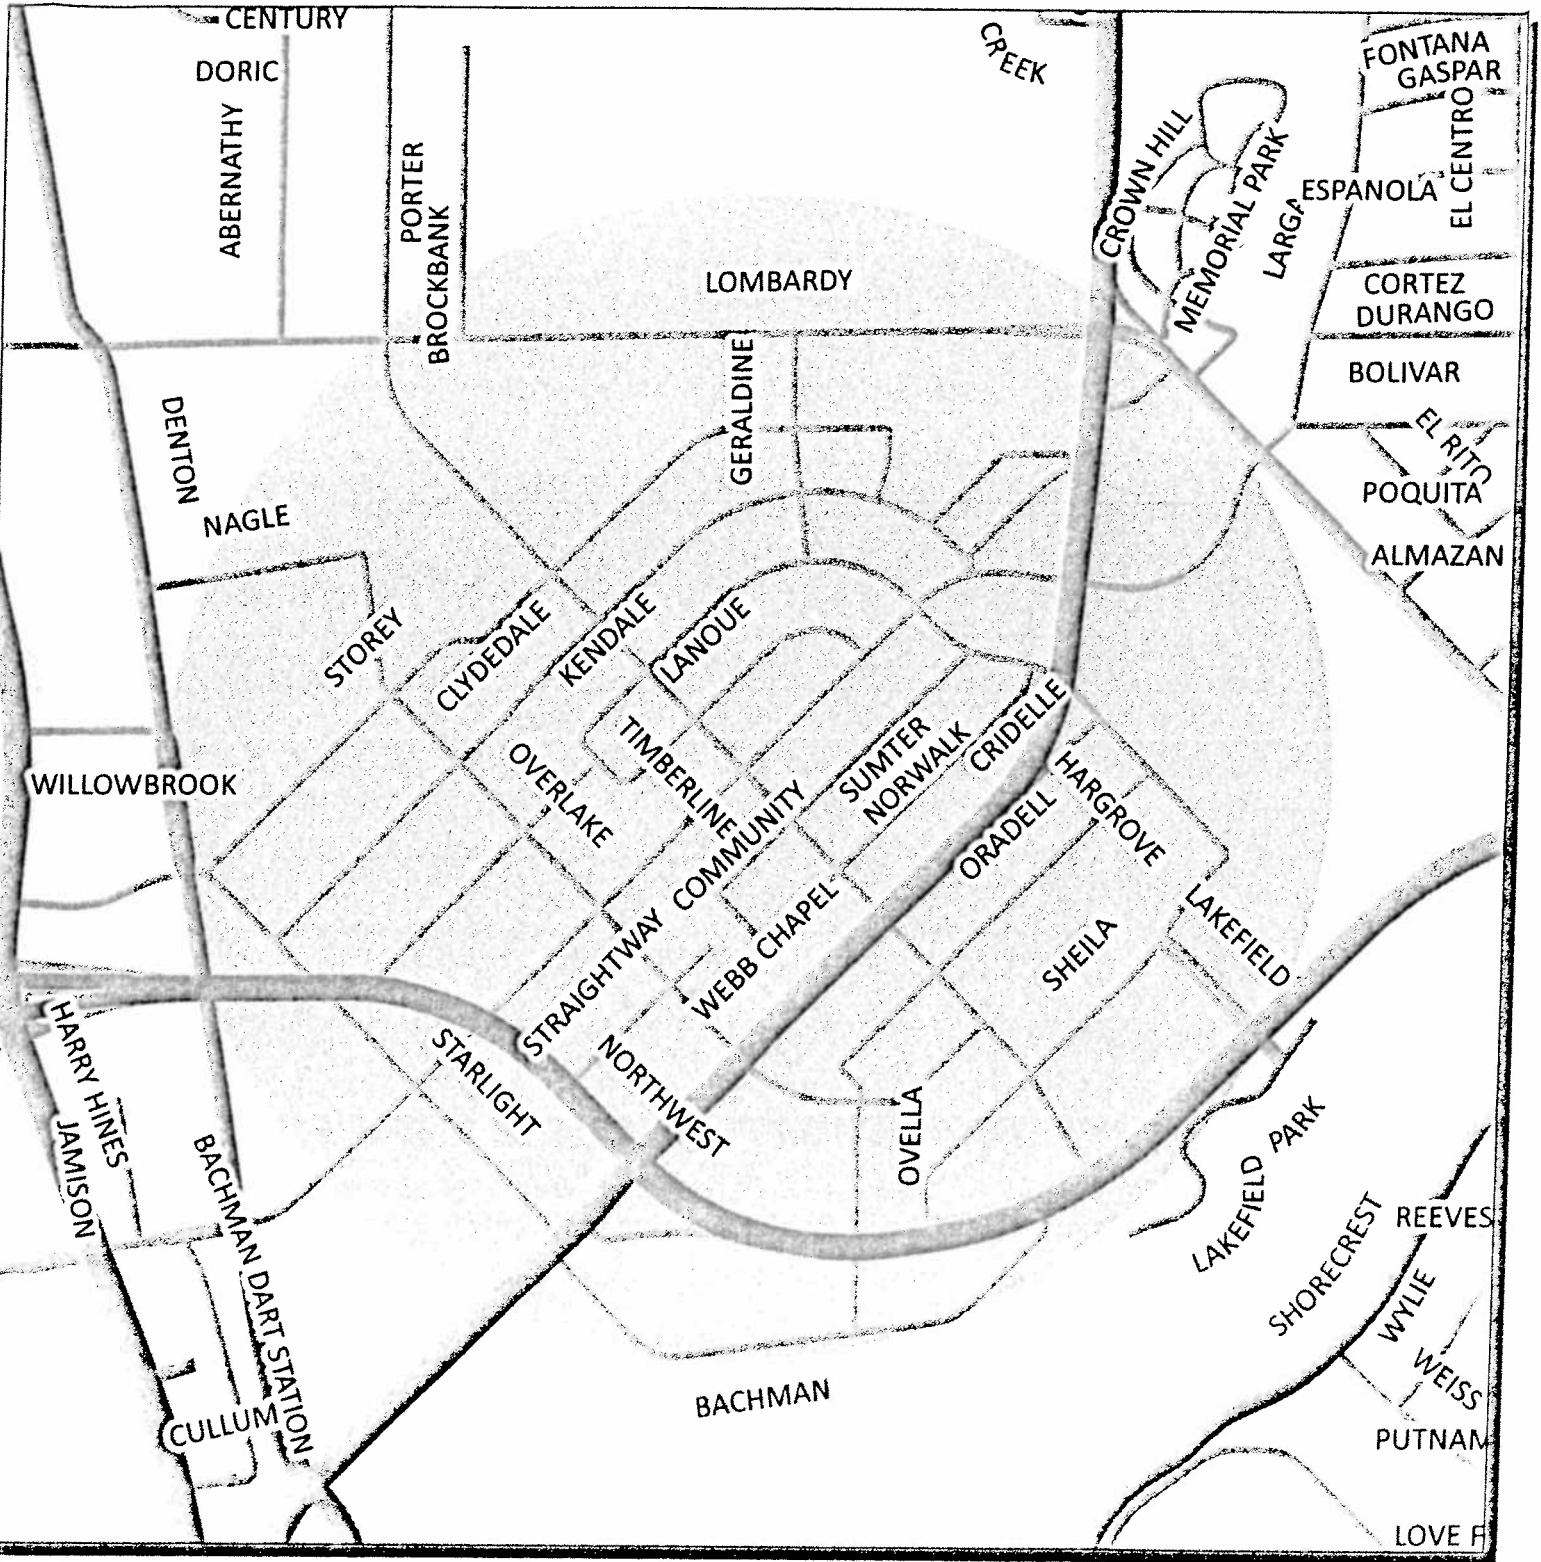 CENTURY
CREEK
FONTANA
GASPAR
DORIC
ABERNATHY
PORTER
BROCKBANK
CROWN HILL
MEMORIAL PARK
LARGA
ESPANOLA
EL CENTRO
LOMBARDY
CORTEZ
DURANGO
GERALDINE
BOLIVAR
DENTON
EL RITO
NAGLE
POQUITA
ALMAZAN
STOREY
CLYDEDALE
KENDALE
LANOUE
WILLOWBROOK
OVERLAKE
TIMBERLINE
COMMUNITY
SUMTER
NORWALK
CRIDELLE
HARGROVE
ORADELL
STRAIGHTWAY
WEBB CHAPEL
SHEILA
LAKEFIELD
HARRY HINES
JAMISON
STARLIGHT
NORTHWEST
OVELLA
LAKEFIELD PARK
BACHMAN DART STATION
SHORECREST
REEVES
WYLIE
WEISS
BACHMAN
CULLUM
PUTNAM
LOVE F